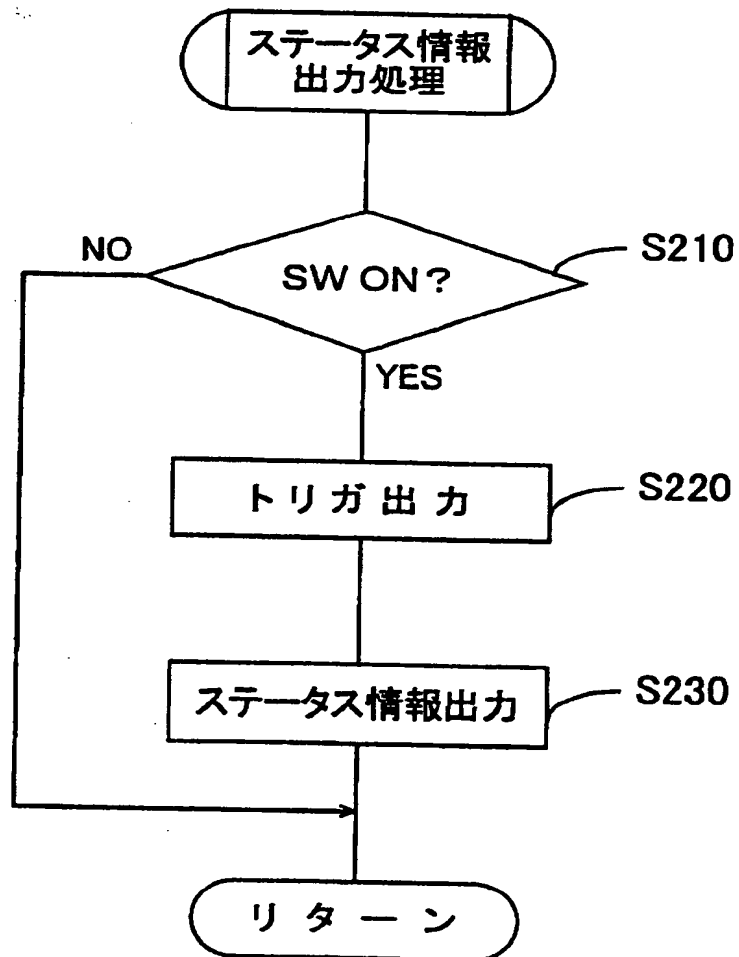 ステータス情報
出力処理
NO
SW ON?
S210
YES
トリガ出力
S220
ステータス情報出力
S230
リターン